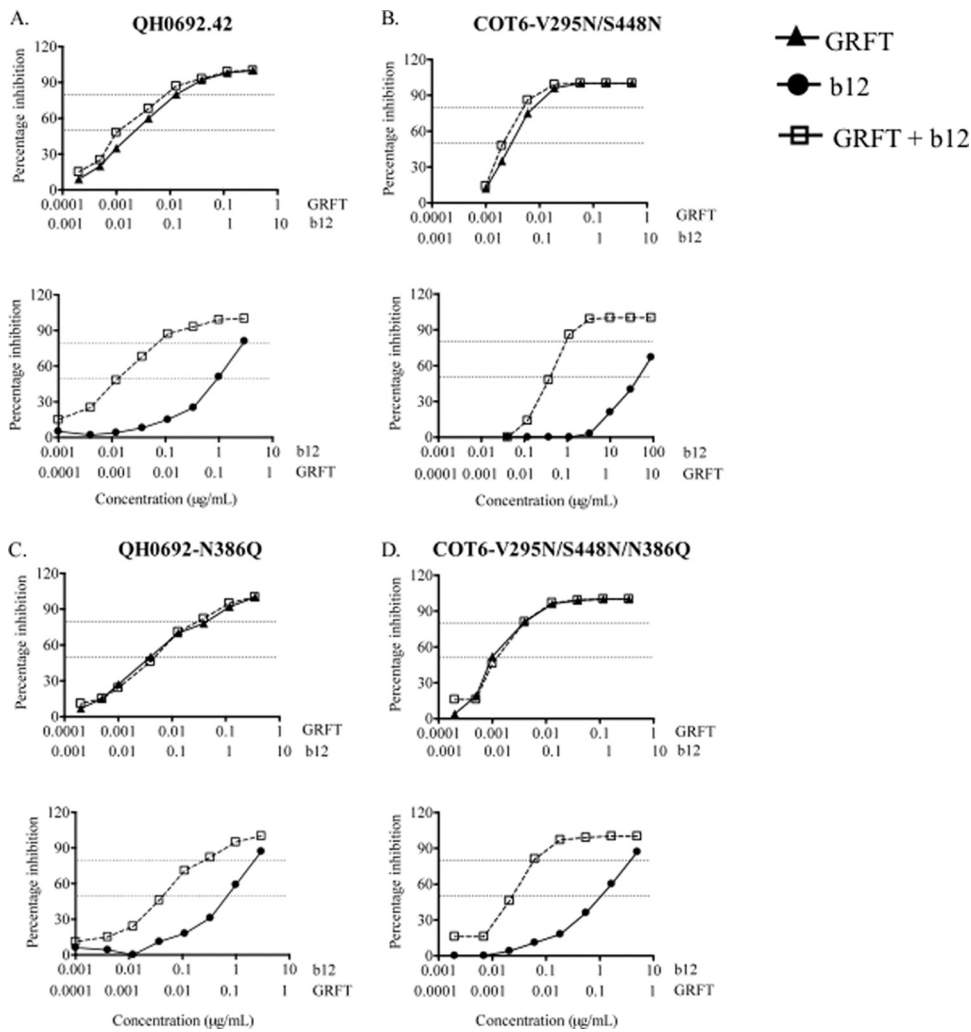 A.
QH0692.42
Percentage inhibition
120
90
60
30
0
0.0001 0.001 0.01 0.1 1 GRFT
0.001 0.01 0.1 1 10 b12
120
90
60
30
0
Percentage inhibition
0.001 0.01 0.1 1 10 b12
0.0001 0.001 0.01 0.1 1 GRFT
Concentration (µg/mL)
B.
COT6-V295N/S448N
Percentage inhibition
120
90
60
30
0
0.0001 0.001 0.01 0.1 1 GRFT
0.001 0.01 0.1 1 10 b12
Percentage inhibition
120
90
60
30
0
0.001 0.01 0.1 1 10 100 b12
0.0001 0.001 0.01 0.1 1 10 GRFT
Concentration (µg/mL)
GRFT
b12
GRFT + b12
C.
QH0692-N386Q
Percentage inhibition
120
90
60
30
0
0.0001 0.001 0.01 0.1 1 GRFT
0.001 0.01 0.1 1 10 b12
Percentage inhibition
120
90
60
30
0
0.001 0.01 0.1 1 10 b12
0.0001 0.001 0.01 0.1 1 GRFT
Concentration (µg/mL)
D.
COT6-V295N/S448N/N386Q
Percentage inhibition
120
90
60
30
0
0.0001 0.001 0.01 0.1 1 GRFT
0.001 0.01 0.1 1 10 b12
Percentage inhibition
120
90
60
30
0
0.001 0.01 0.1 1 10 b12
0.0001 0.001 0.01 0.1 1 GRFT
Concentration (µg/mL)